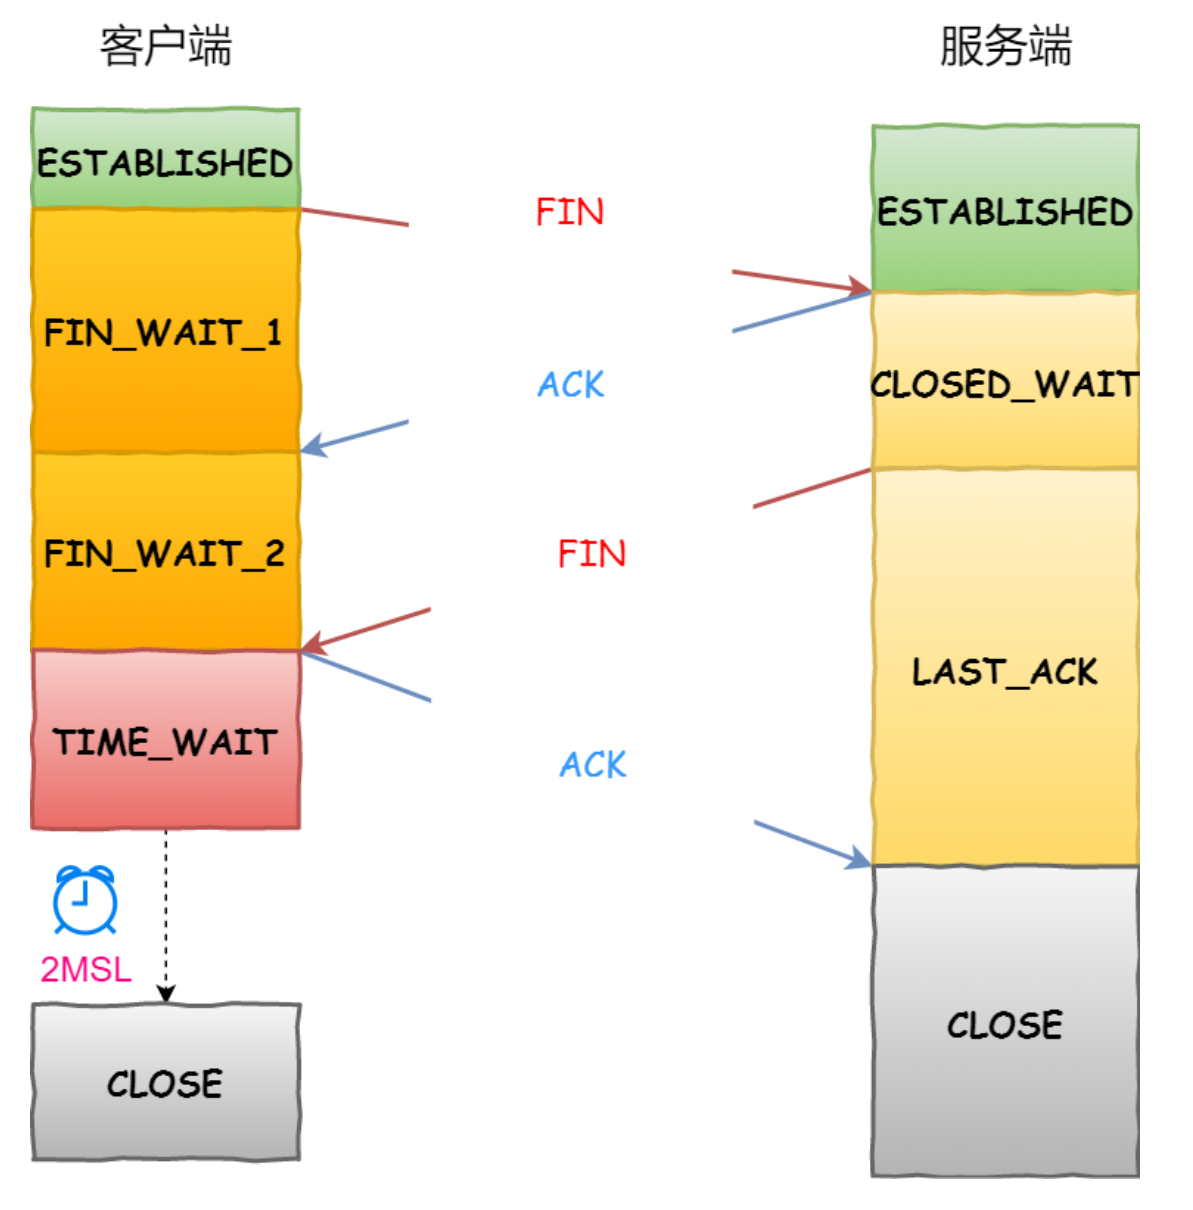 客户端
服务端
ESTABLISHED
FIN
ESTABLISHED
FIN_WAIT_1
ACK
CLOSED_WAIT
FIN_WAIT_2
FIN
LAST_ACK
TIME_WAIT
ACK
2MSL
CLOSE
CLOSE